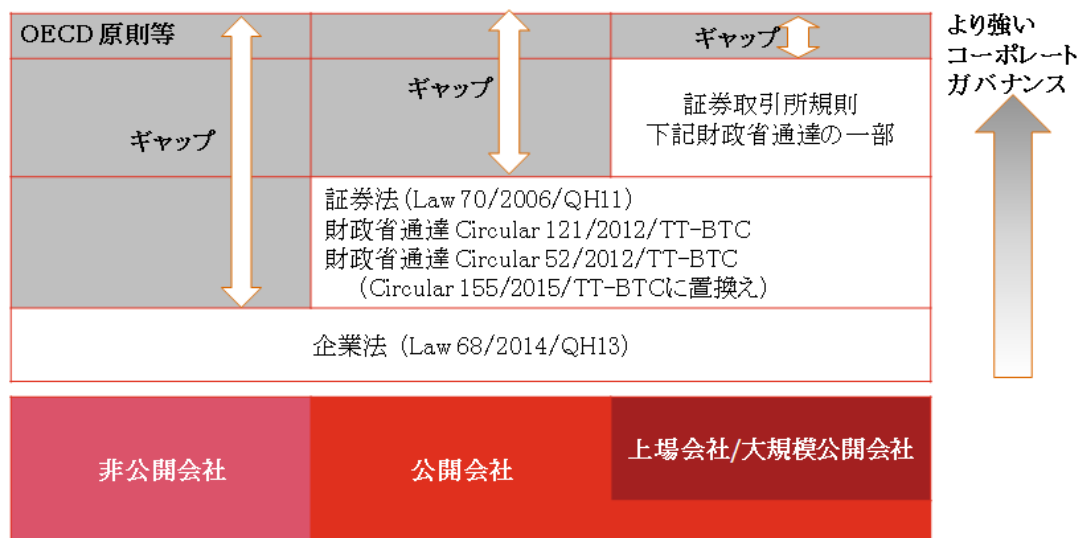 OECD 原則等
ギャップ
ギャップ
ギャップ
より強い
コーポレート
ガバナンス
証券取引所規則
下記財政省通達の一部
証券法 (Law 70/2006/QH11)
財政省通達 Circular 121/2012/TT-BTC
財政省通達 Circular 52/2012/TT-BTC
(Circular 155/2015/TT-BTCに置換え)
企業法 (Law 68/2014/QH13)
非公開会社
公開会社
上場会社/大規模公開会社